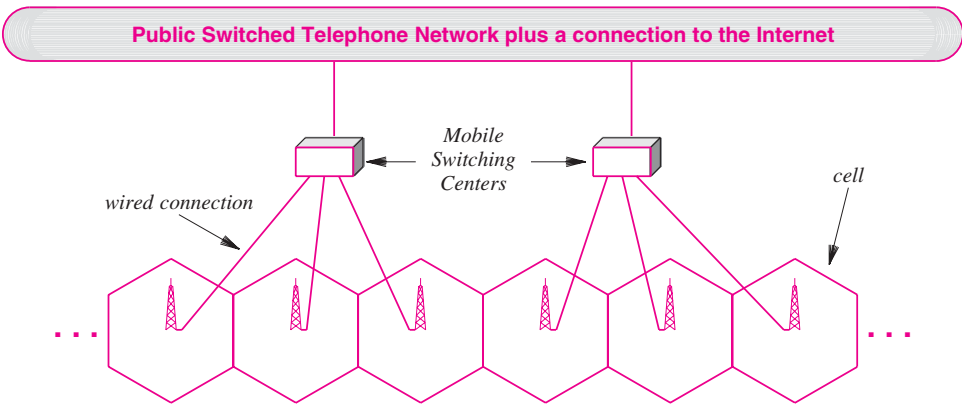 Public Switched Telephone Network plus a connection to the Internet
Mobile
Switching
Centers
cell
wired connection
. . .
. . .